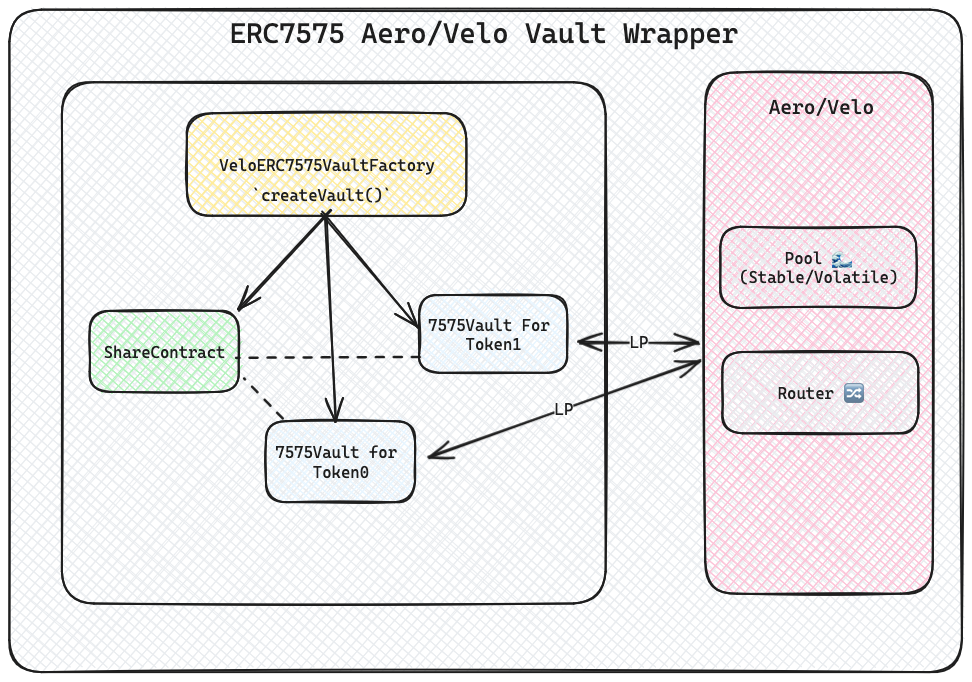 ERC7575 Aero/Velo Vault Wrapper
Aero/Velo
VeloERC7575VaultFactory
`createVault()`
Pool 🌊
(Stable/Volatile)
7575Vault For
Token1
ShareContract
LP
Router 🔀
LP
7575Vault for
Token0